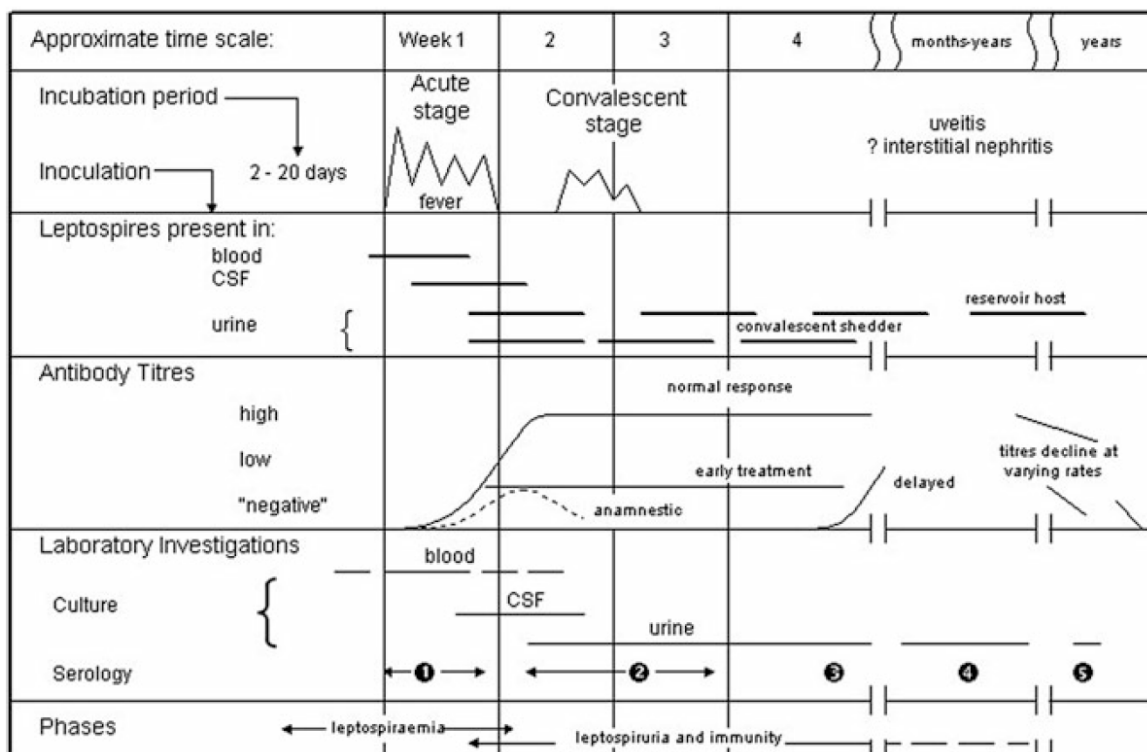 Approximate time scale: Week 1 2 3 4 months-years years
Incubation period
Acute stage
Convalescent stage
uveitis
? interstitial nephritis
Inoculation 2 - 20 days
fever
Leptospires present in:
blood
CSF
reservoir host
urine {
convalescent shedder
Antibody Titres
normal response
high
low
early treatment
titres decline at varying rates
delayed
"negative"
anamnestic
Laboratory Investigations
blood
Culture {
CSF
urine
Serology ❶ ❷ ❸ ❹ ❺
Phases
leptospiraemia
leptospiruria and immunity